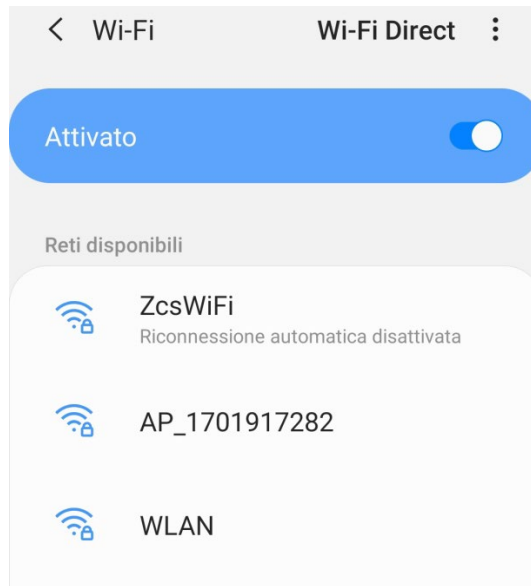 Wi-Fi
Wi-Fi Direct
Attivato
Reti disponibili
ZcsWiFi
Riconnessione automatica disattivata
AP_1701917282
WLAN